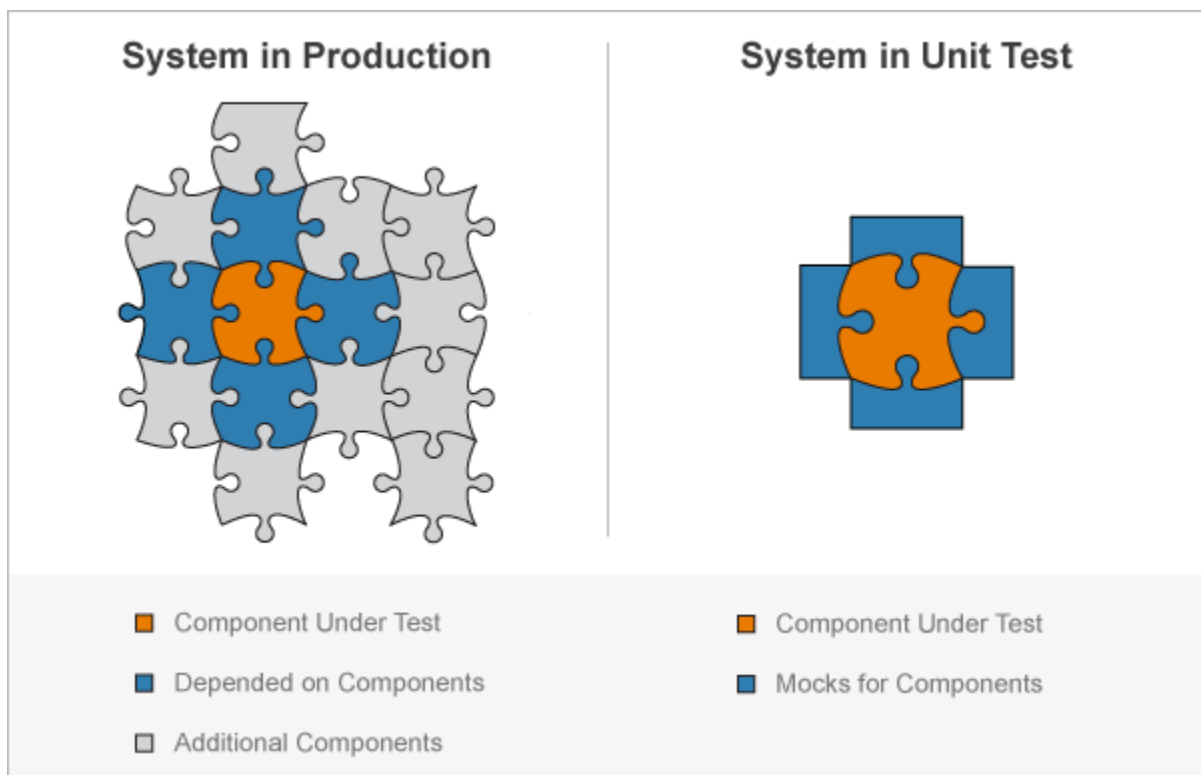 System in Production
System in Unit Test
Component Under Test
Depended on Components
Additional Components
Component Under Test
Mocks for Components